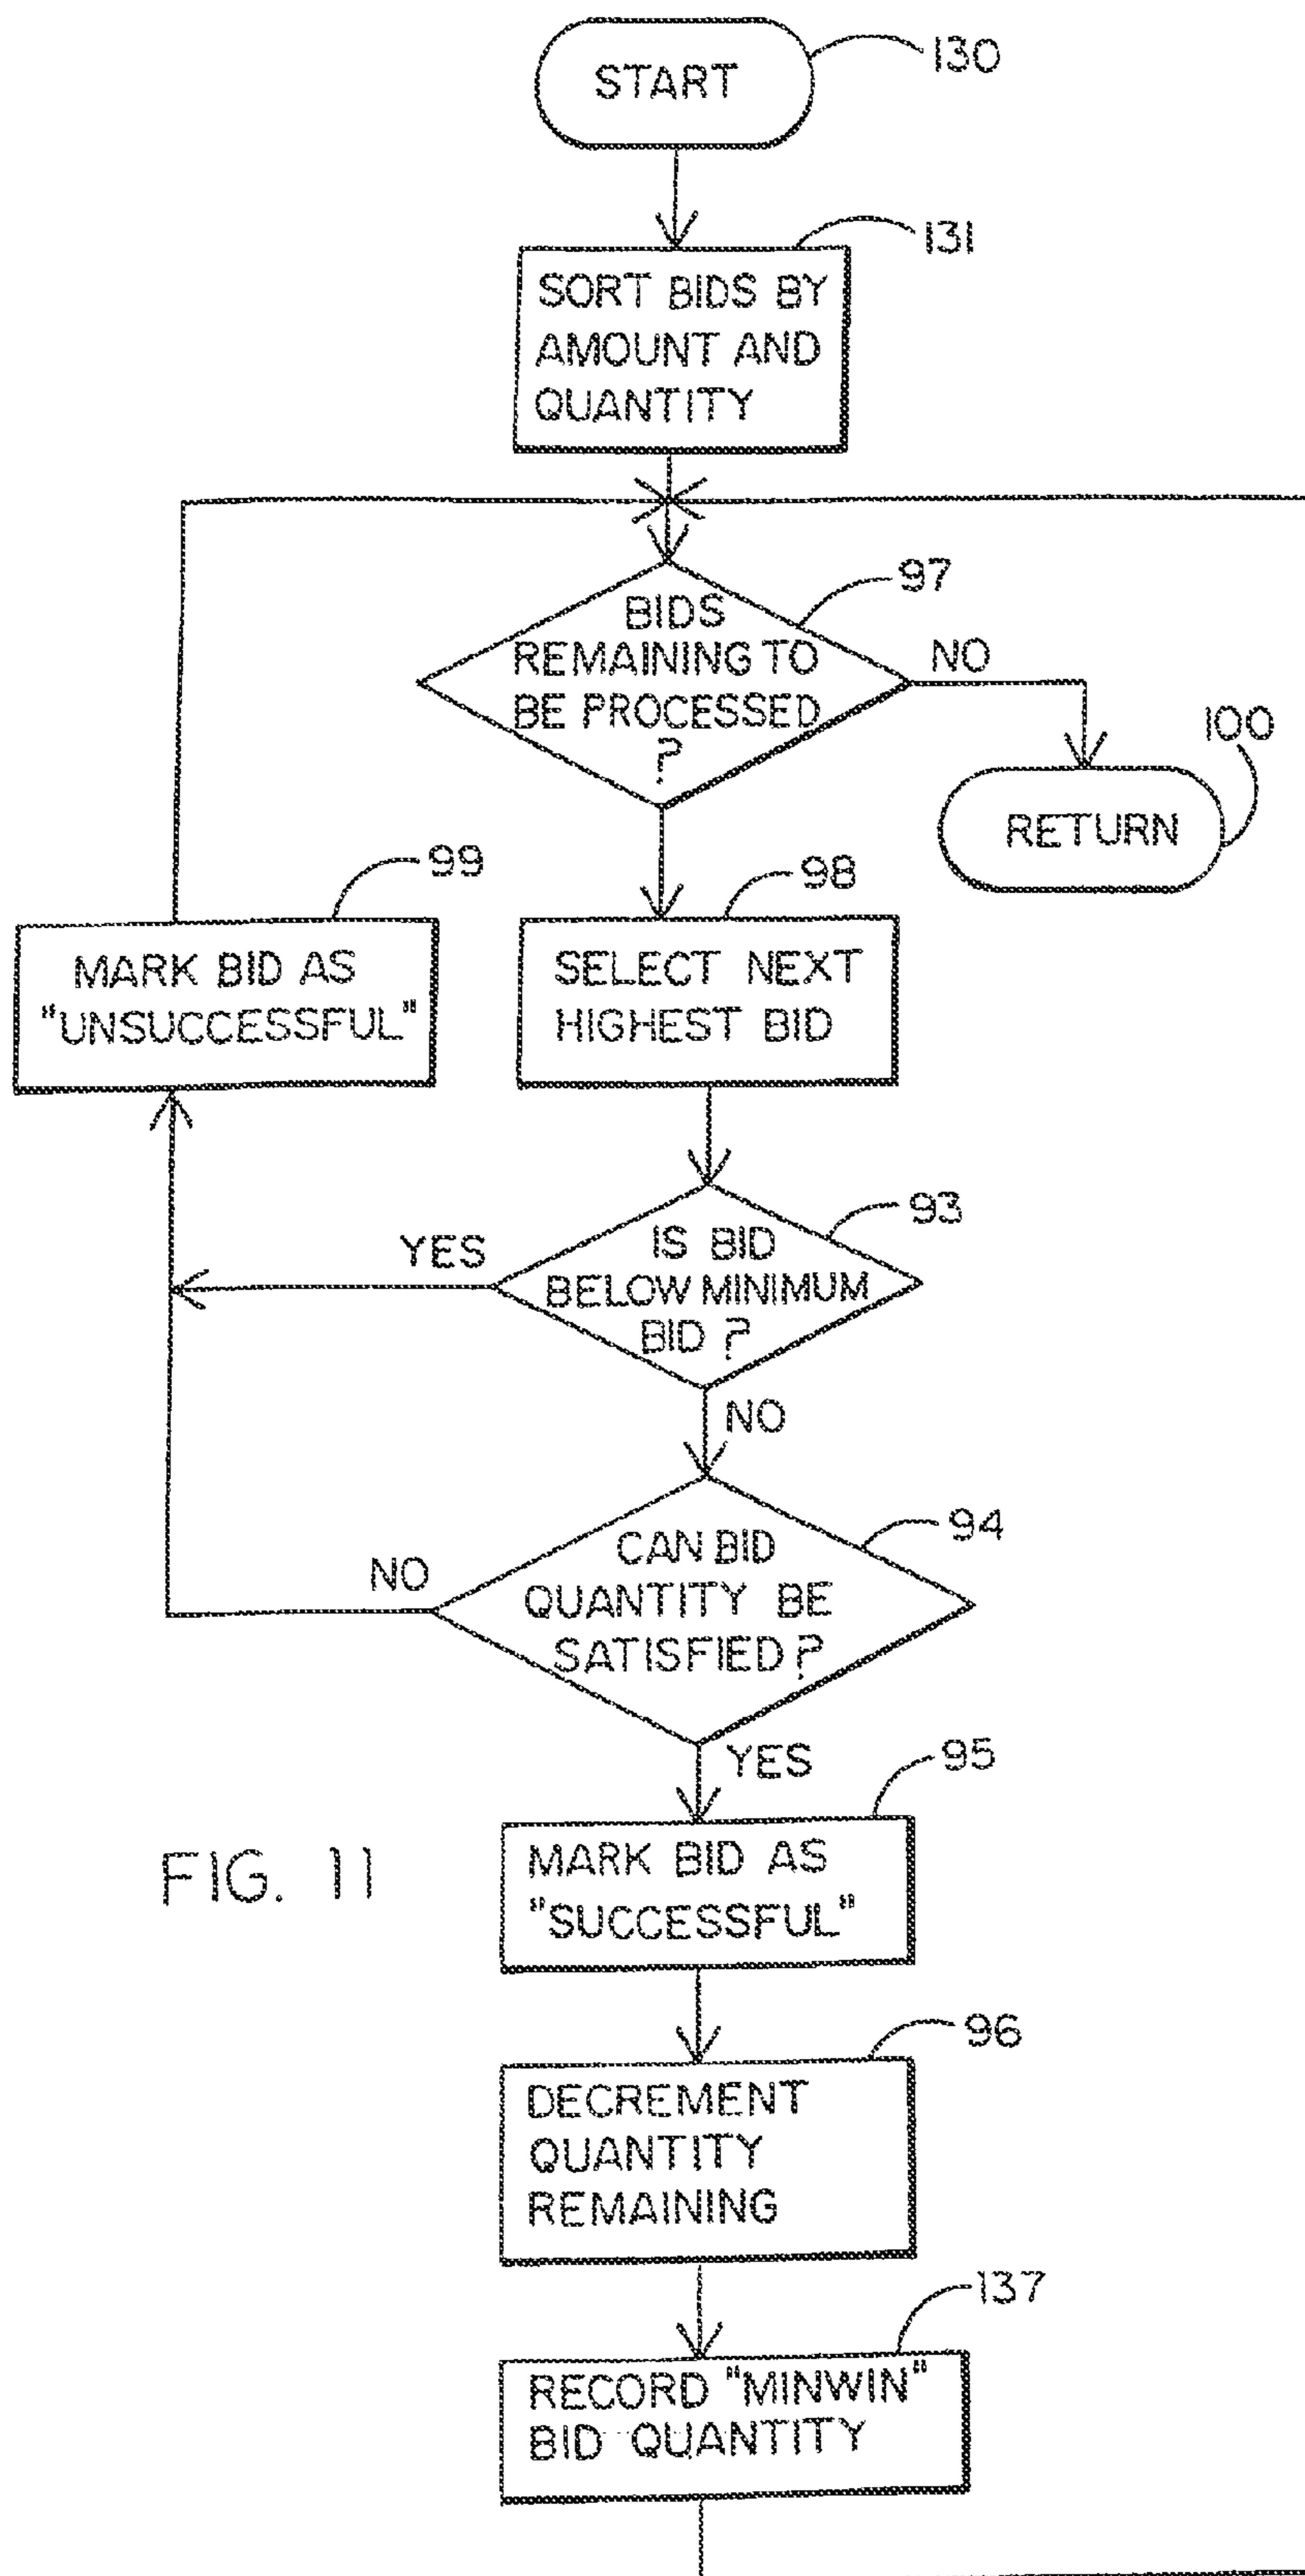 START
130
131
SORT BIDS BY
AMOUNT AND
QUANTITY
97
BIDS
REMAINING TO
BE PROCESSED
?
NO
100
RETURN
99
MARK BID AS
"UNSUCCESSFUL"
98
SELECT NEXT
HIGHEST BID
93
YES
IS BID
BELOW MINIMUM
BID ?
NO
94
NO
CAN BID
QUANTITY BE
SATISFIED ?
YES
95
MARK BID AS
"SUCCESSFUL"
FIG. 11
96
DECREMENT
QUANTITY
REMAINING
137
RECORD "MINWIN"
BID QUANTITY